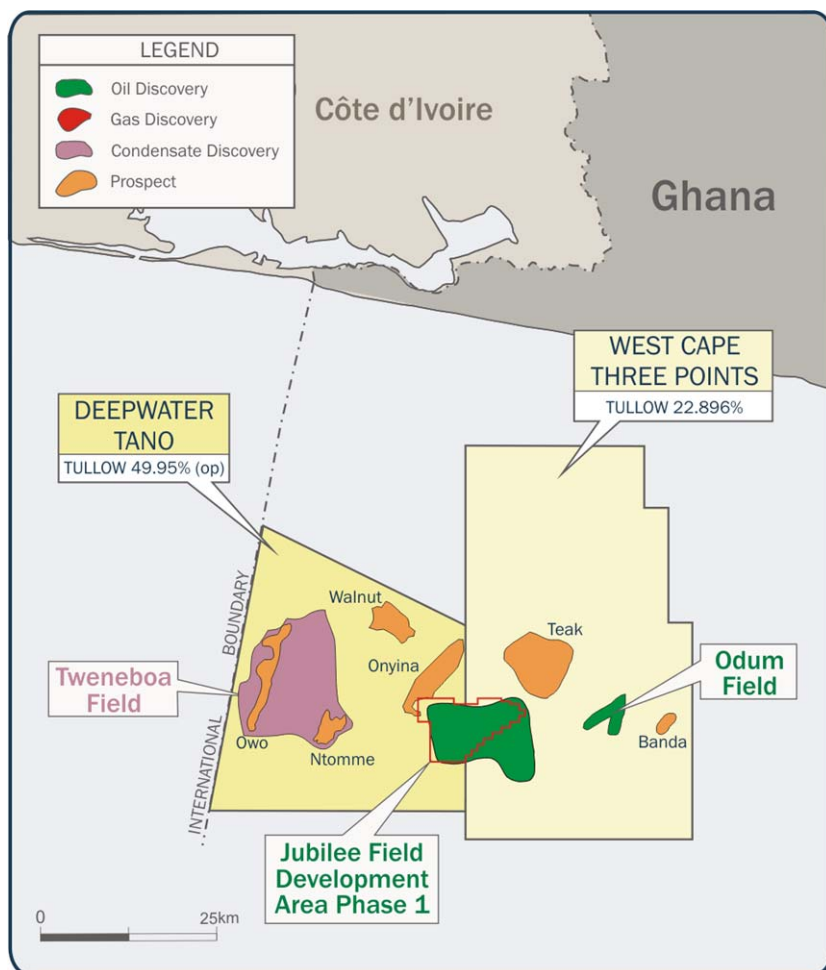 LEGEND
Oil Discovery
Gas Discovery
Condensate Discovery
Prospect
Côte d'Ivoire
Ghana
WEST CAPE
THREE POINTS
TULLOW 22.896%
DEEPWATER
TANO
TULLOW 49.95% (op)
INTERNATIONAL BOUNDARY
Walnut
Onyina
Teak
Tweneboa
Field
Odum
Field
Owo
Ntomme
Banda
Jubilee Field
Development
Area Phase 1
0 25km